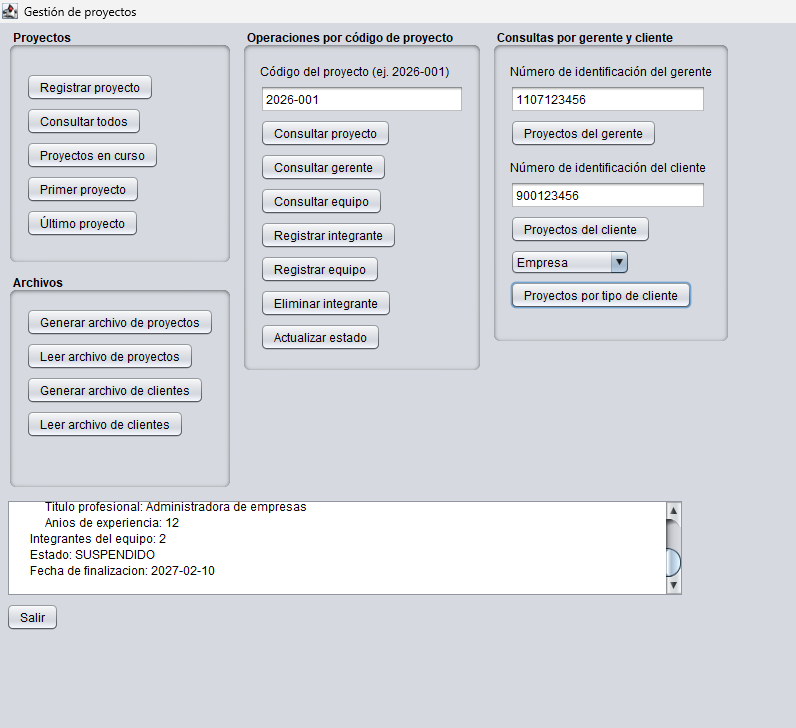 Gestión de proyectos
Proyectos
Registrar proyecto
Consultar todos
Proyectos en curso
Primer proyecto
Último proyecto
Archivos
Generar archivo de proyectos
Leer archivo de proyectos
Generar archivo de clientes
Leer archivo de clientes
Operaciones por código de proyecto
Código del proyecto (ej. 2026-001)
2026-001
Consultar proyecto
Consultar gerente
Consultar equipo
Registrar integrante
Registrar equipo
Eliminar integrante
Actualizar estado
Consultas por gerente y cliente
Número de identificación del gerente
1107123456
Proyectos del gerente
Número de identificación del cliente
900123456
Proyectos del cliente
Empresa
Proyectos por tipo de cliente
Titulo profesional: Administradora de empresas
Anios de experiencia: 12
Integrantes del equipo: 2
Estado: SUSPENDIDO
Fecha de finalizacion: 2027-02-10
Salir